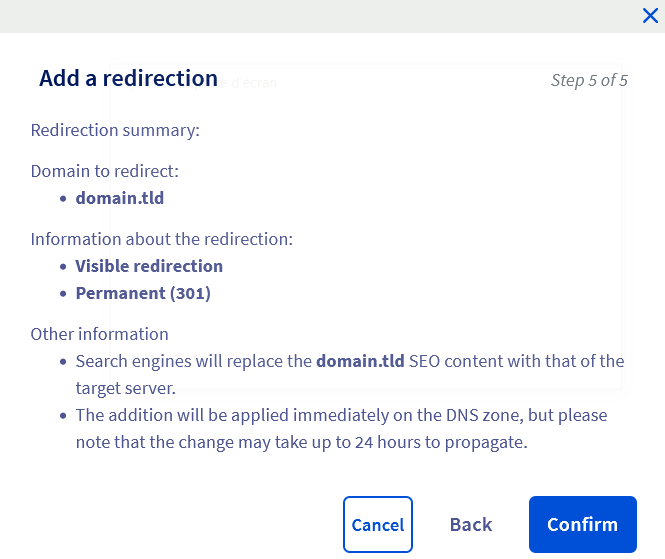 Add a redirection
Step 5 of 5
Redirection summary:
Domain to redirect:
• domain.tld
Information about the redirection:
• Visible redirection
• Permanent (301)
Other information
• Search engines will replace the domain.tld SEO content with that of the
target server.
• The addition will be applied immediately on the DNS zone, but please
note that the change may take up to 24 hours to propagate.
Cancel
Back
Confirm